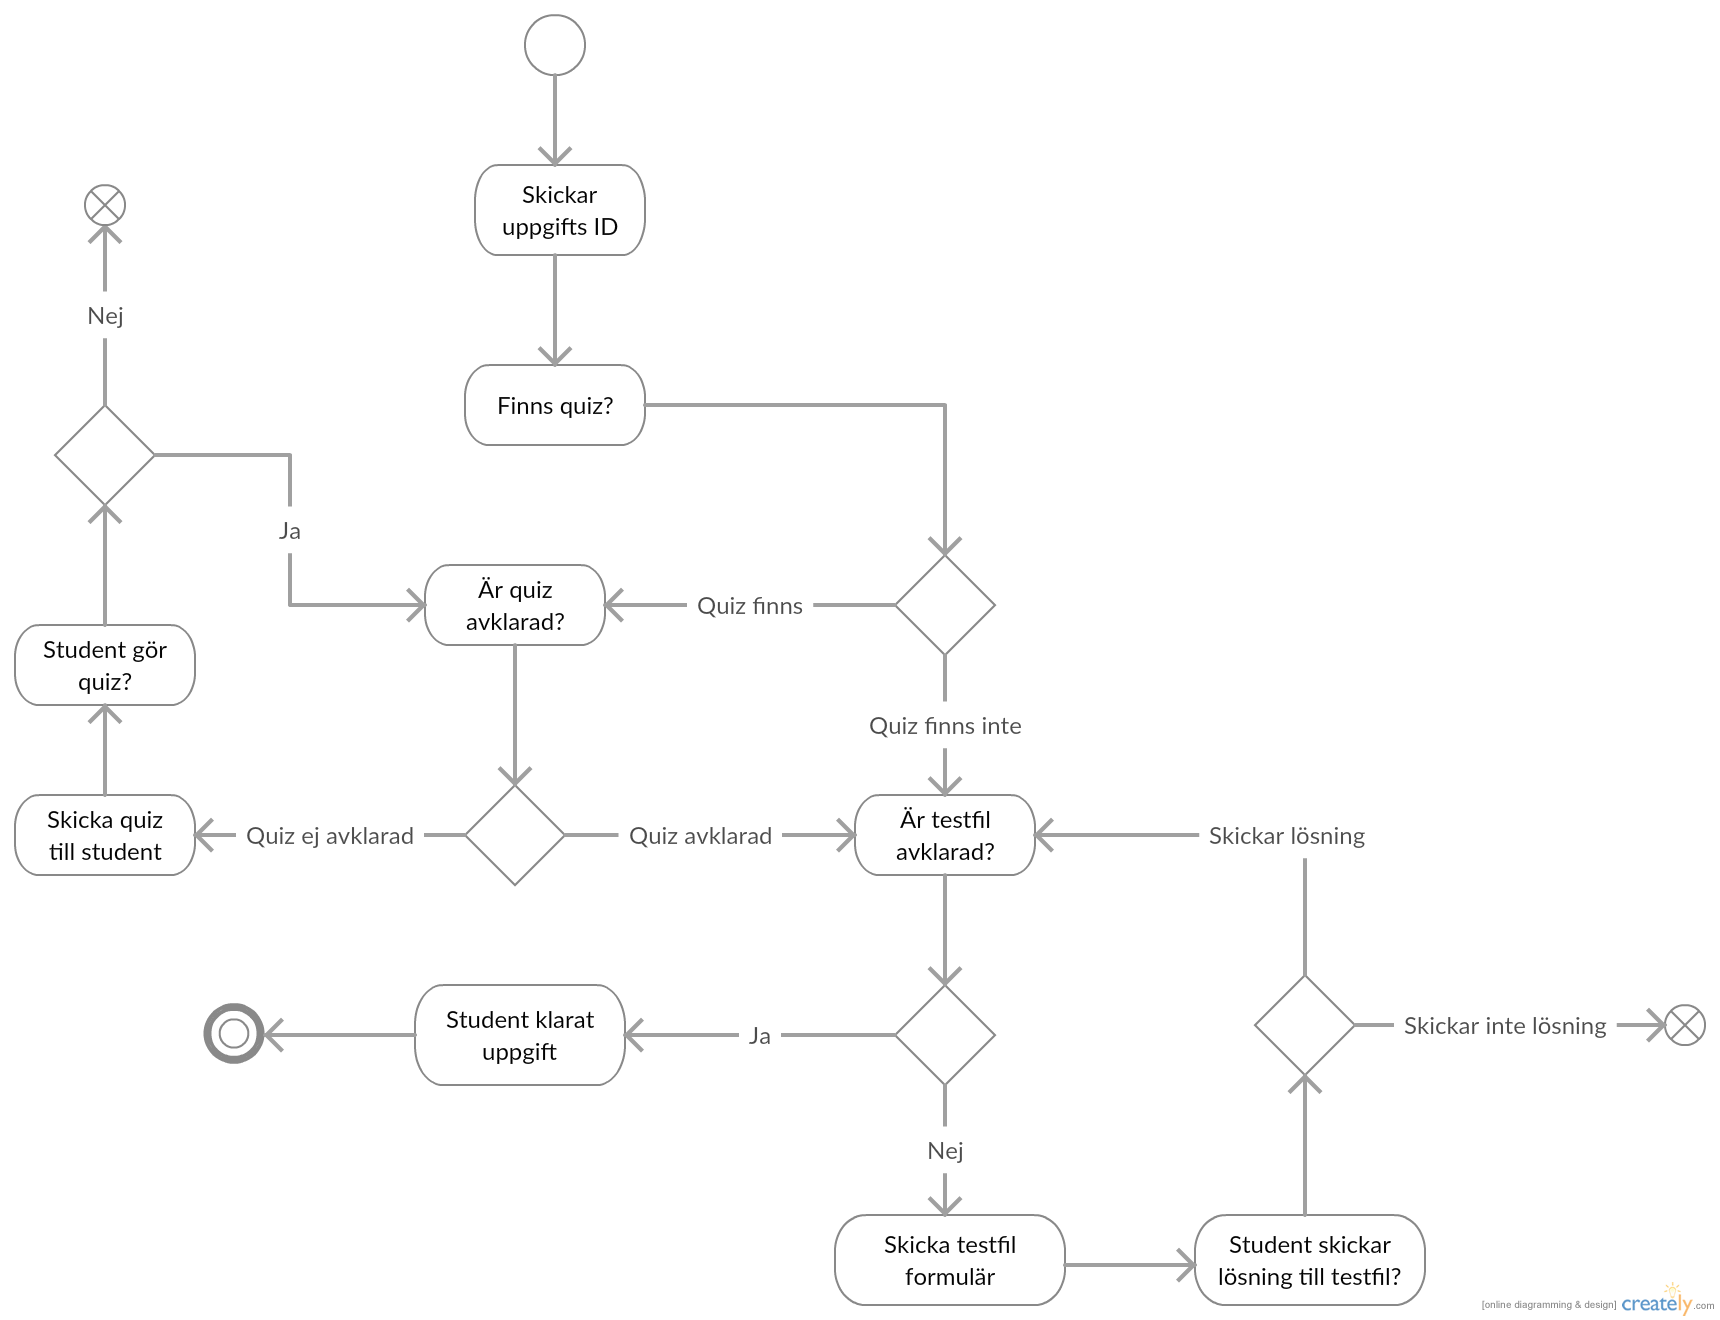 Skickar
uppgifts ID
Nej
Finns quiz?
Ja
Är quiz
avklarad?
Quiz finns
Student gör
quiz?
Quiz finns inte
Skicka quiz
till student
Quiz ej avklarad
Quiz avklarad
Är testfil
avklarad?
Skickar lösning
Student klarat
uppgift
Ja
Skickar inte lösning
Nej
Skicka testfil
formulär
Student skickar
lösning till testfil?
[online diagramming & design] creately.com